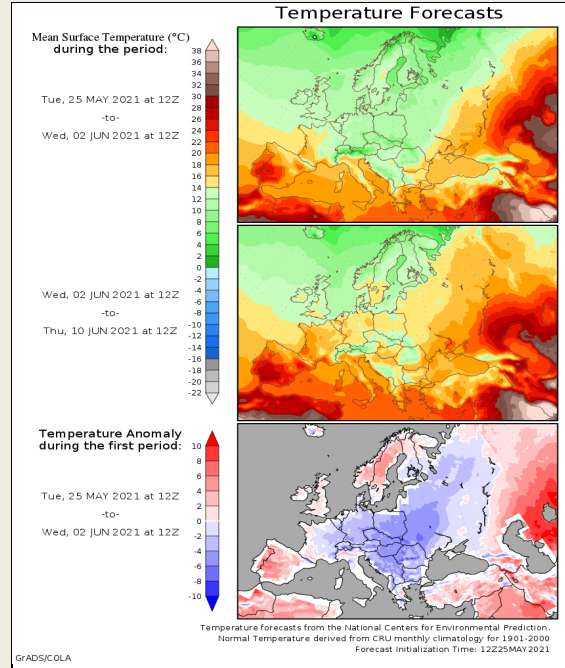 Temperature Forecasts
Mean Surface Temperature (°C)
during the period:
38
36
34
32
30
28
26
24
22
20
18
16
14
12
10
8
6
4
2
0
-2
-4
-6
-8
-10
-12
-14
-16
-18
-20
-22
Tue, 25 MAY 2021 at 12Z
-to-
Wed, 02 JUN 2021 at 12Z
Wed, 02 JUN 2021 at 12Z
-to-
Thu, 10 JUN 2021 at 12Z
Temperature Anomaly
during the first period:
10
8
6
4
2
0
-2
-4
-6
-8
-10
Tue, 25 MAY 2021 at 12Z
-to-
Wed, 02 JUN 2021 at 12Z
Temperature forecasts from the National Centers for Environmental Prediction.
Normal Temperature derived from CRU monthly climatology for 1901-2000
Forecast Initialization Time: 12Z25MAY2021
GrADS/COLA